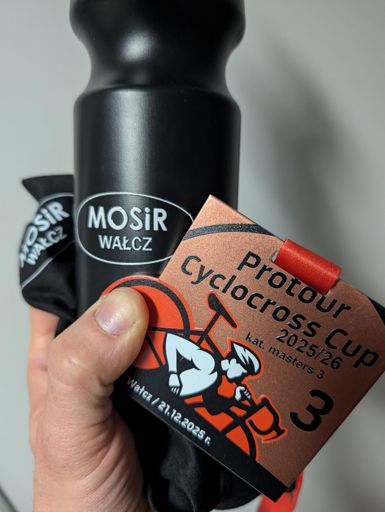 MOSiR
WAŁCZ
MOSiR
WAŁCZ
Protour
Cyclocross Cup
2025/26
kat. masters 3
3
Wałcz / 21.12.2025 r.